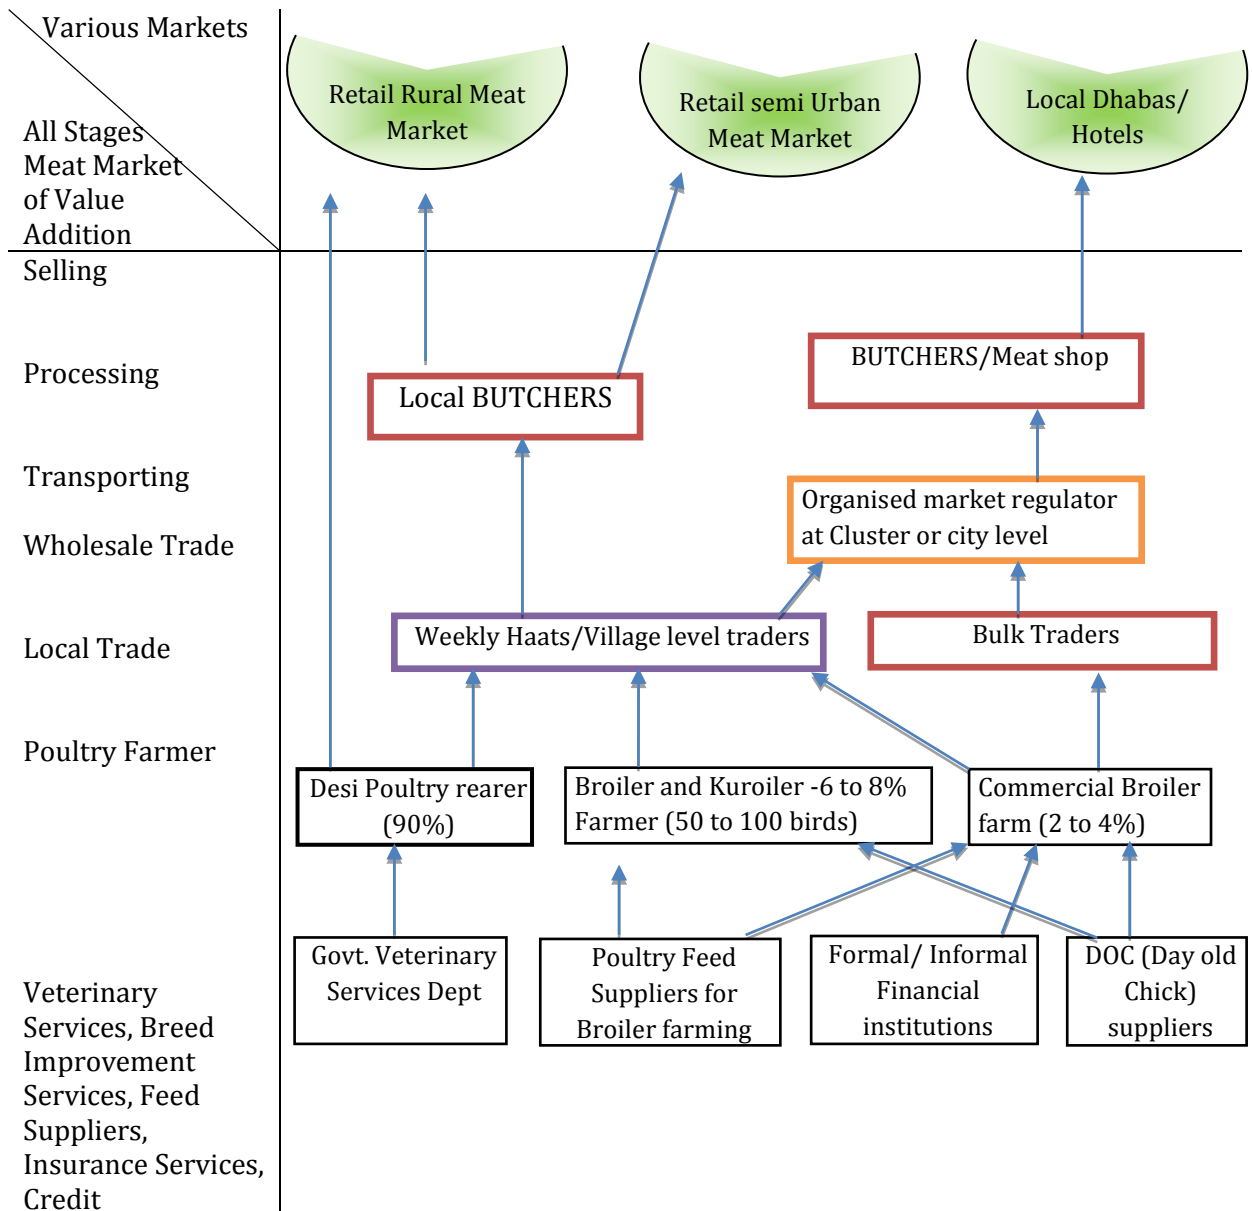 Various Markets
All Stages
Meat Market
of Value
Addition
Retail Rural Meat
Market
Retail semi Urban
Meat Market
Local Dhabas/
Hotels
Selling
Processing
Local BUTCHERS
BUTCHERS/Meat shop
Transporting
Organised market regulator
at Cluster or city level
Wholesale Trade
Local Trade
Weekly Haats/Village level traders
Bulk Traders
Poultry Farmer
Desi Poultry rearer
(90%)
Broiler and Kuroiler -6 to 8%
Farmer (50 to 100 birds)
Commercial Broiler
farm (2 to 4%)
Govt. Veterinary
Services Dept
Poultry Feed
Suppliers for
Broiler farming
Formal/ Informal
Financial
institutions
DOC (Day old
Chick)
suppliers
Veterinary
Services, Breed
Improvement
Services, Feed
Suppliers,
Insurance Services,
Credit